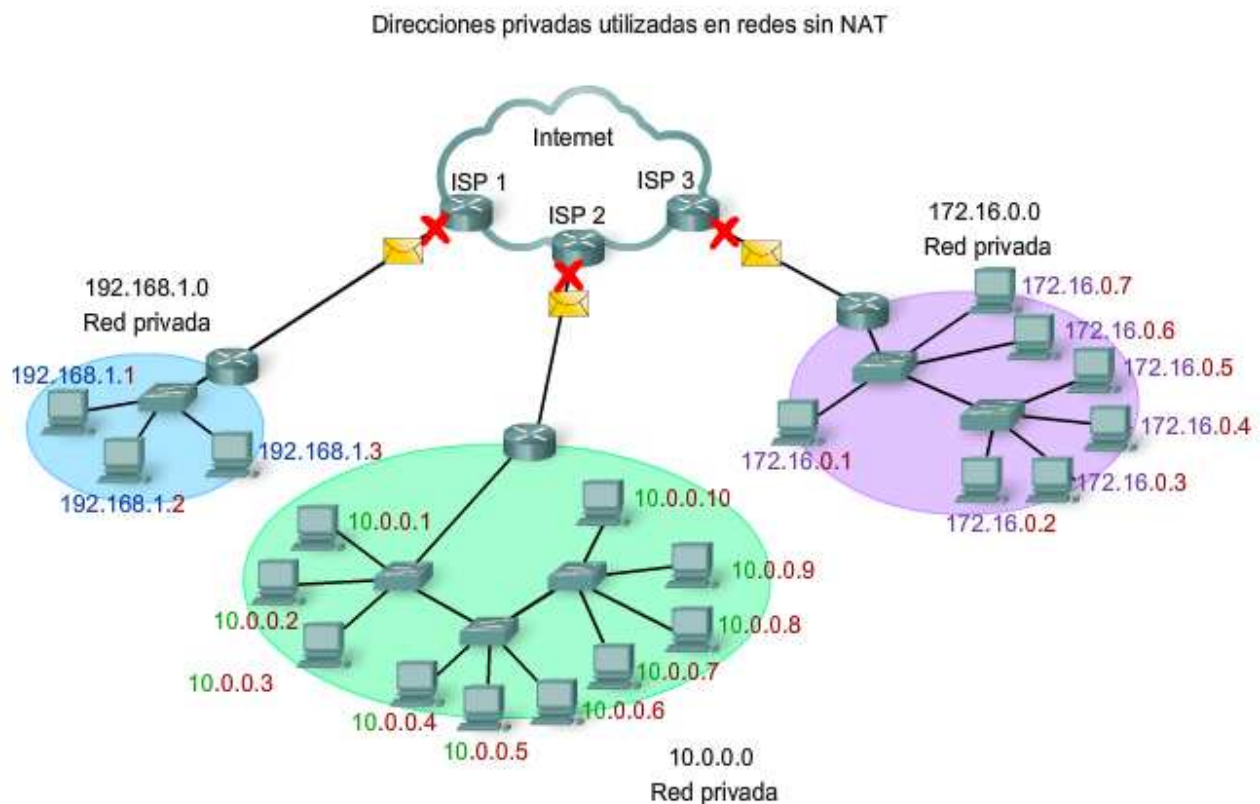 Direcciones privadas utilizadas en redes sin NAT
Internet
ISP 1
ISP 2
ISP 3
192.168.1.0
Red privada
192.168.1.1
192.168.1.2
192.168.1.3
10.0.0.1
10.0.0.2
10.0.0.3
10.0.0.4
10.0.0.5
10.0.0.6
10.0.0.7
10.0.0.8
10.0.0.9
10.0.0.10
10.0.0.0
Red privada
172.16.0.0
Red privada
172.16.0.7
172.16.0.6
172.16.0.5
172.16.0.4
172.16.0.3
172.16.0.2
172.16.0.1